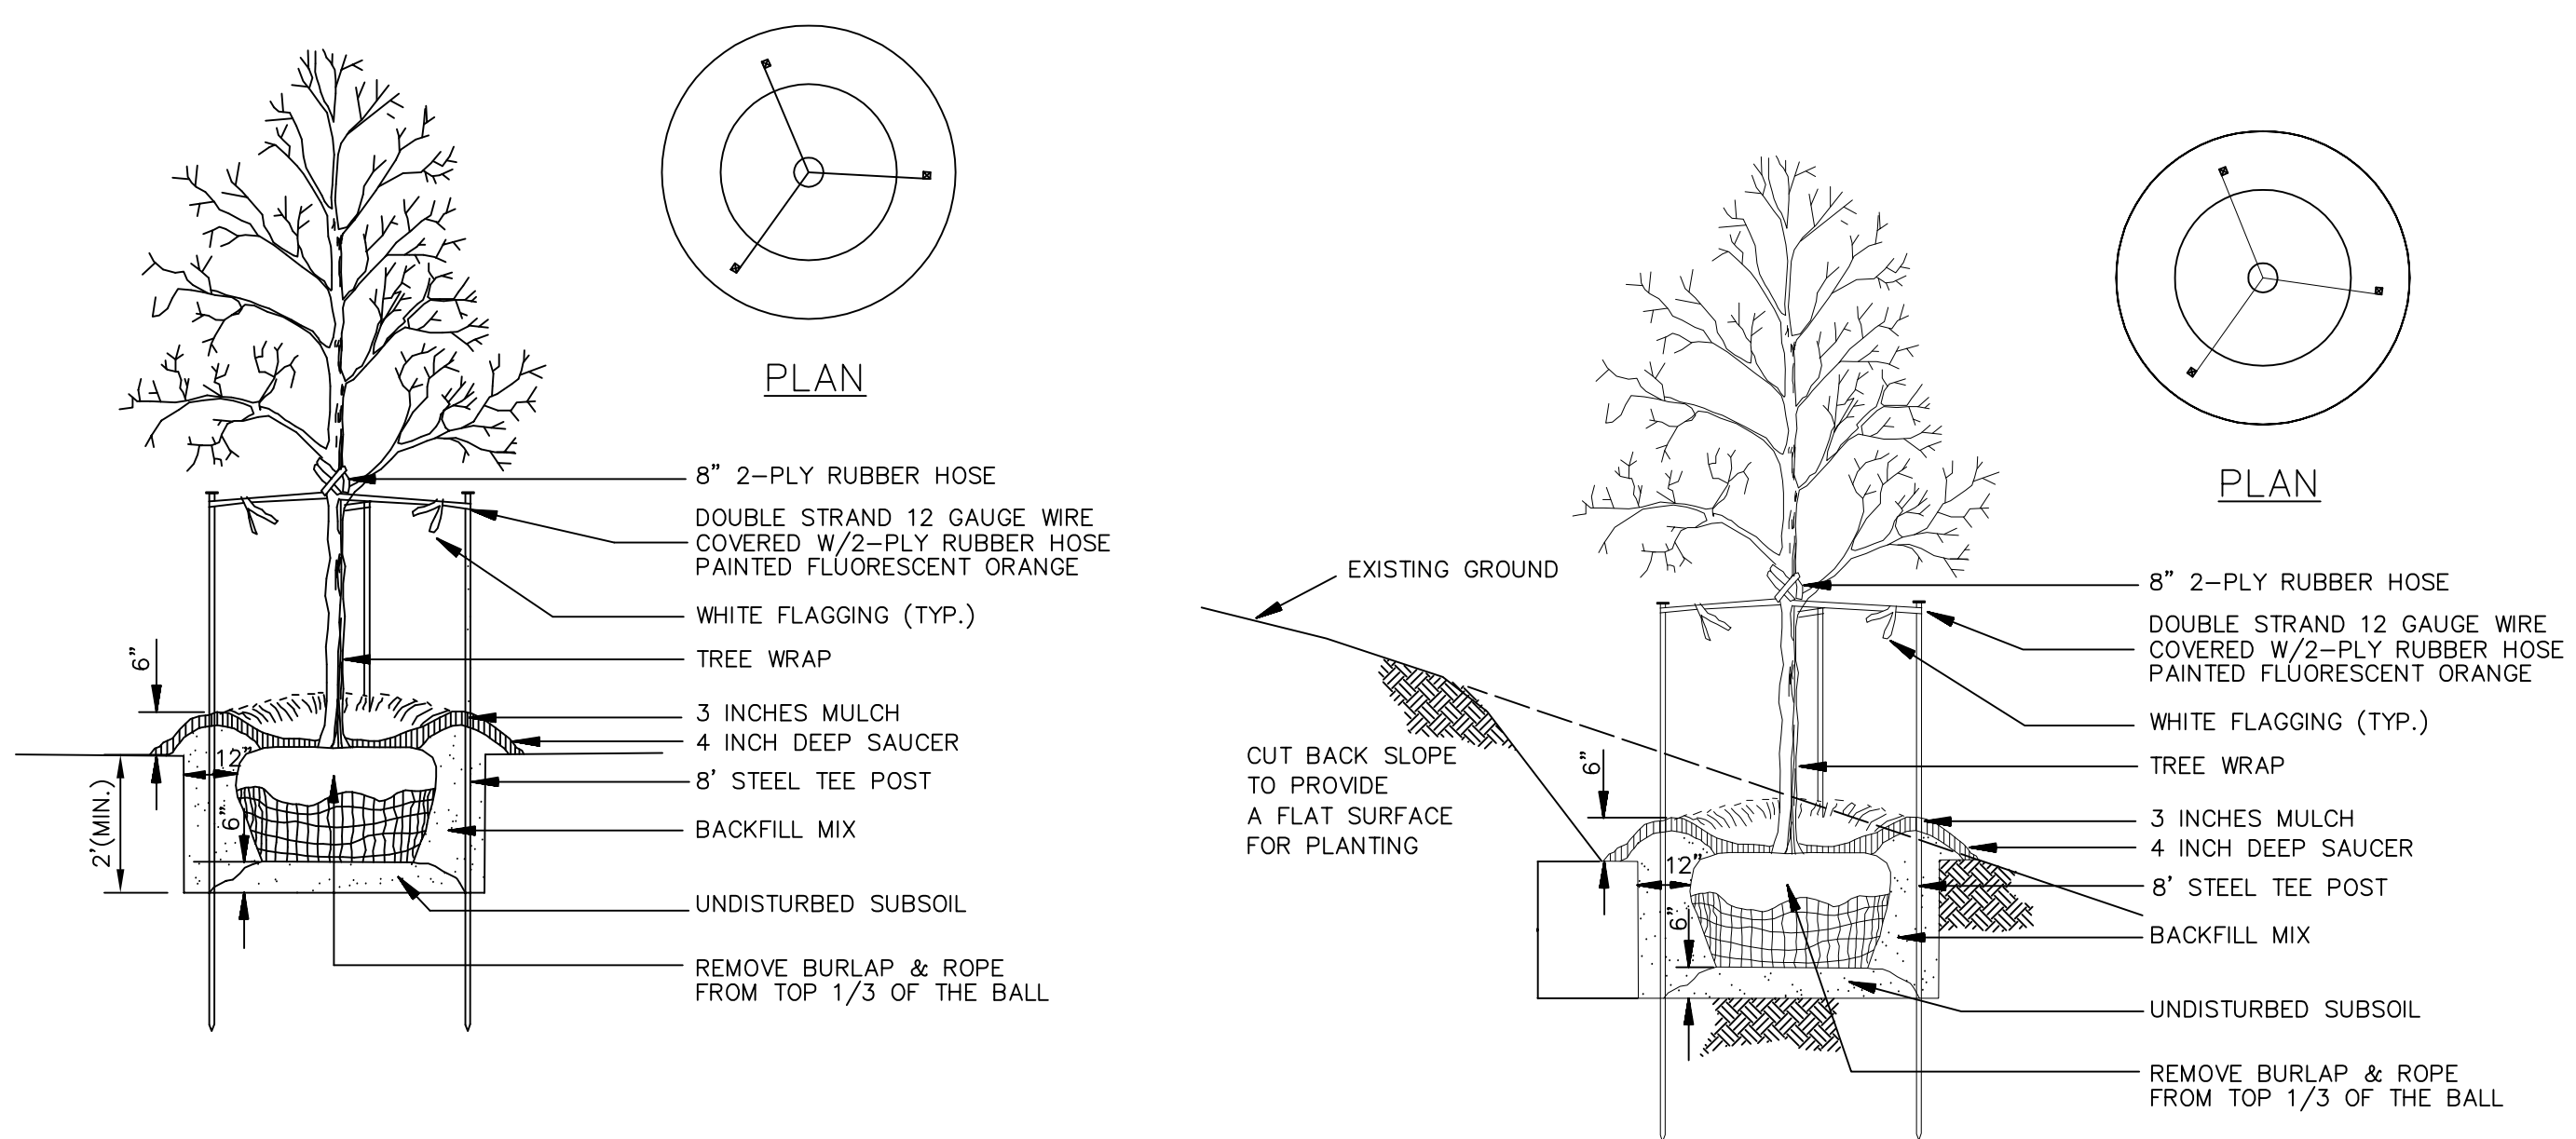 PLAN
8” 2-PLY RUBBER HOSE
DOUBLE STRAND 12 GAUGE WIRE
COVERED W/2-PLY RUBBER HOSE
PAINTED FLUORESCENT ORANGE
WHITE FLAGGING (TYP.)
TREE WRAP
6”
3 INCHES MULCH
4 INCH DEEP SAUCER
12”
8’ STEEL TEE POST
2’(MIN.)
6”
BACKFILL MIX
UNDISTURBED SUBSOIL
REMOVE BURLAP & ROPE
FROM TOP 1/3 OF THE BALL
PLAN
EXISTING GROUND
8” 2-PLY RUBBER HOSE
DOUBLE STRAND 12 GAUGE WIRE
COVERED W/2-PLY RUBBER HOSE
PAINTED FLUORESCENT ORANGE
WHITE FLAGGING (TYP.)
CUT BACK SLOPE
TO PROVIDE
A FLAT SURFACE
FOR PLANTING
TREE WRAP
6”
3 INCHES MULCH
4 INCH DEEP SAUCER
12”
8’ STEEL TEE POST
6”
BACKFILL MIX
UNDISTURBED SUBSOIL
REMOVE BURLAP & ROPE
FROM TOP 1/3 OF THE BALL